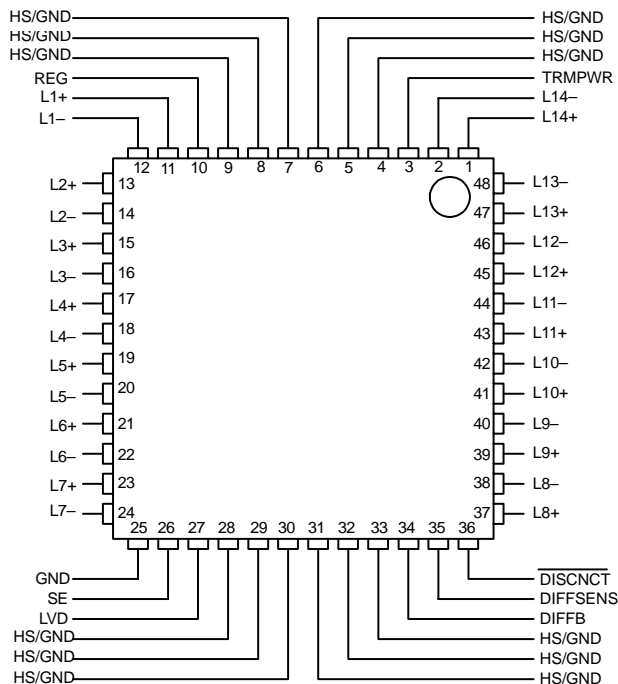 HS/GND HS/GND
HS/GND HS/GND
HS/GND HS/GND
REG TRMPWR
L1+ L14–
L1– L14+
12 11 10 9 8 7 6 5 4 3 2 1
L2+ 13 48 L13–
L2– 14 47 L13+
L3+ 15 46 L12–
L3– 16 45 L12+
L4+ 17 44 L11–
L4– 18 43 L11+
L5+ 19 42 L10–
L5– 20 41 L10+
L6+ 21 40 L9–
L6– 22 39 L9+
L7+ 23 38 L8–
L7– 24 37 L8+
25 26 27 28 29 30 31 32 33 34 35 36
GND DISCNCT
SE DIFFSENS
LVD DIFFB
HS/GND HS/GND
HS/GND HS/GND
HS/GND HS/GND